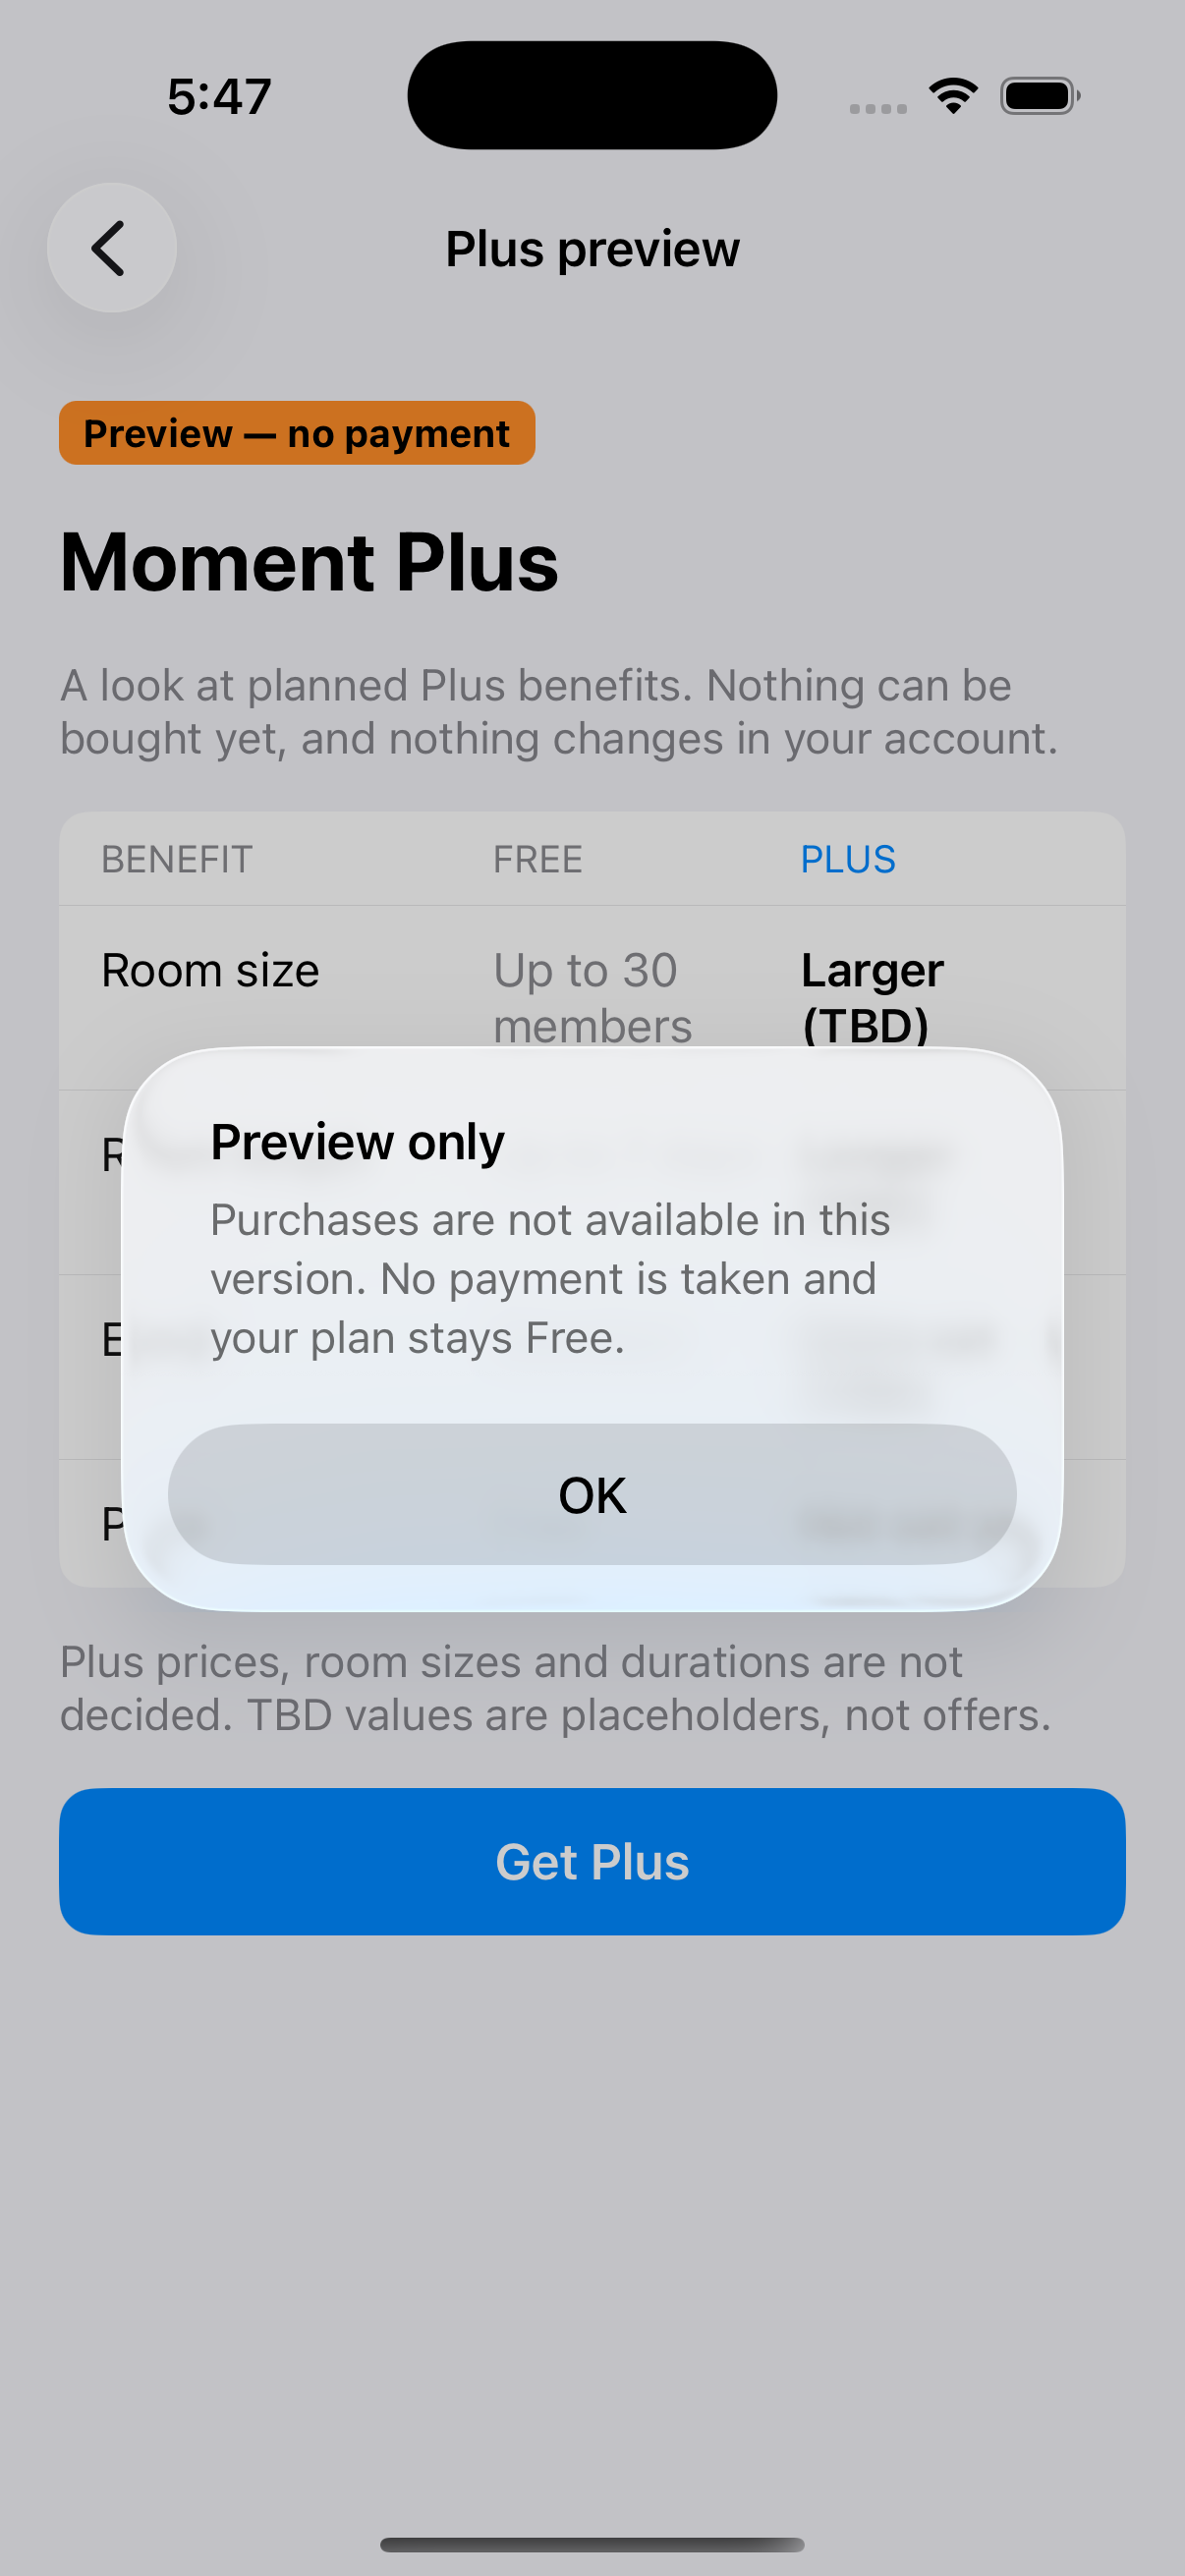 5:47
Plus preview
Preview — no payment
Moment Plus
A look at planned Plus benefits. Nothing can be
bought yet, and nothing changes in your account.
BENEFIT FREE PLUS
Room size Up to 30 Larger
members (TBD)
Preview only
Purchases are not available in this
version. No payment is taken and
your plan stays Free.
OK
Plus prices, room sizes and durations are not
decided. TBD values are placeholders, not offers.
Get Plus